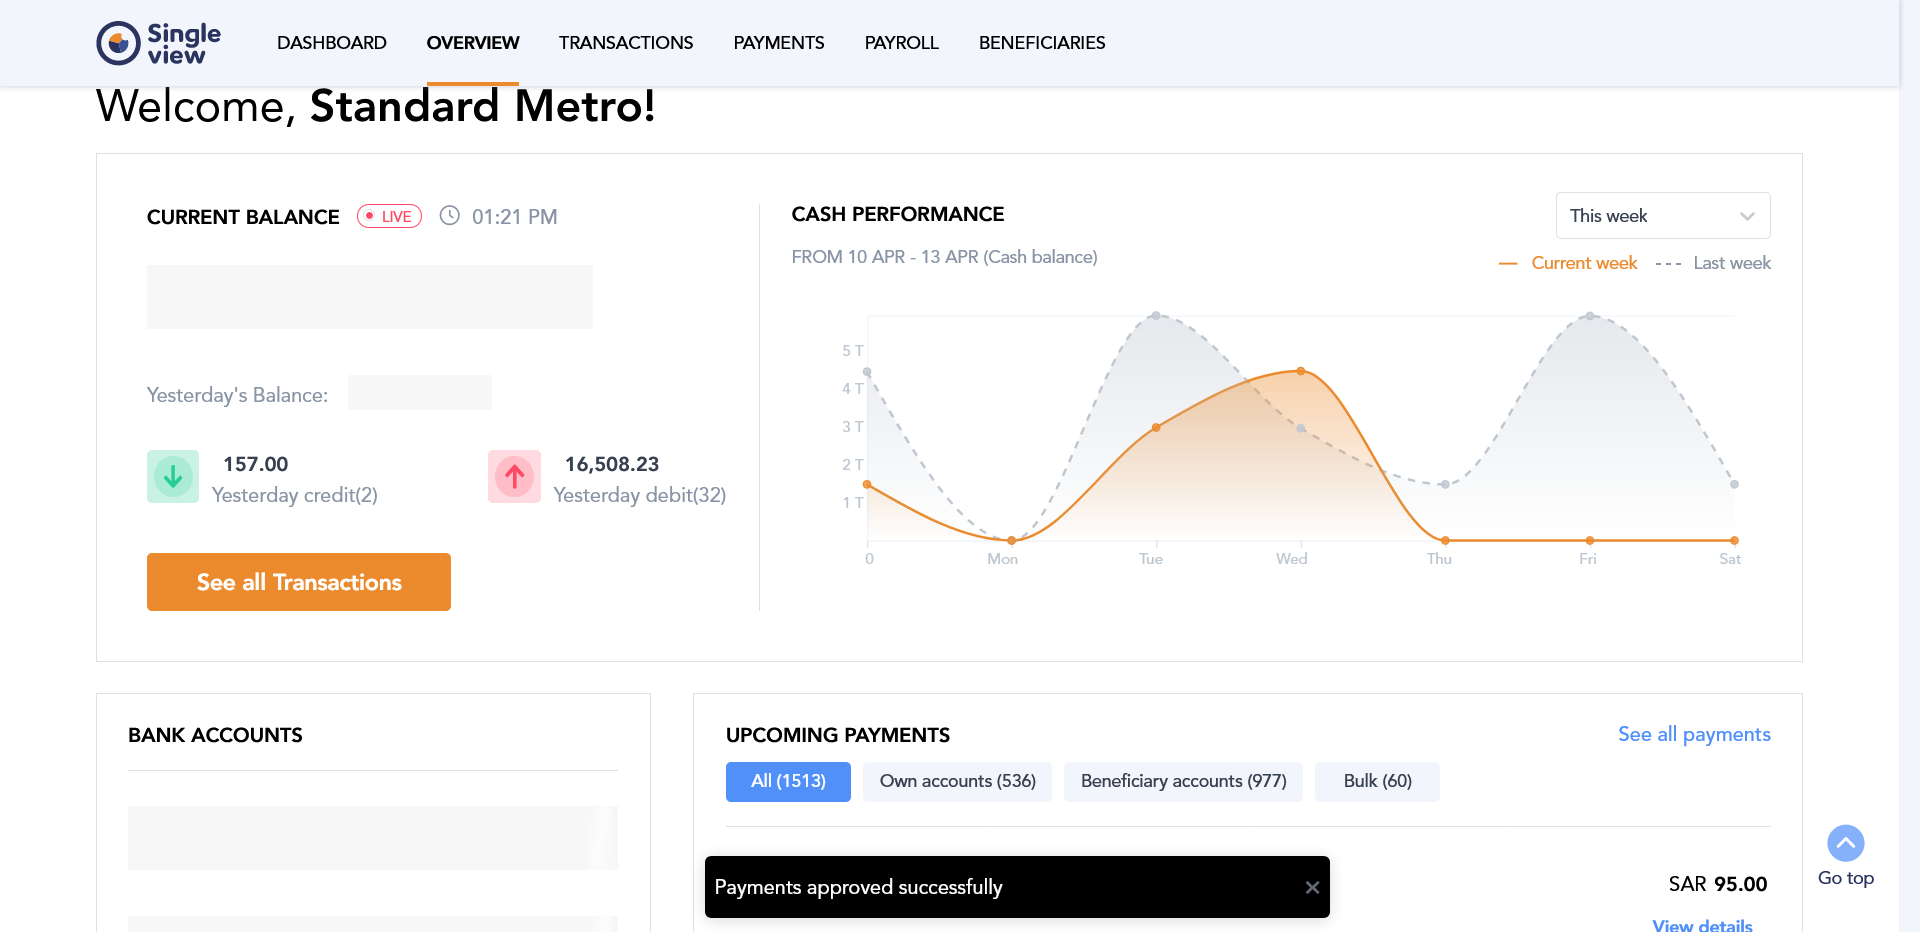 Single view
DASHBOARD
OVERVIEW
TRANSACTIONS
PAYMENTS
PAYROLL
BENEFICIARIES
Welcome, Standard Metro!
CURRENT BALANCE
LIVE
01:21 PM
Yesterday's Balance:
157.00
Yesterday credit(2)
16,508.23
Yesterday debit(32)
See all Transactions
CASH PERFORMANCE
This week
FROM 10 APR - 13 APR (Cash balance)
Current week
Last week
5 T
4 T
3 T
2 T
1 T
0
Mon
Tue
Wed
Thu
Fri
Sat
BANK ACCOUNTS
UPCOMING PAYMENTS
See all payments
All (1513)
Own accounts (536)
Beneficiary accounts (977)
Bulk (60)
Payments approved successfully
SAR 95.00
View details
Go top